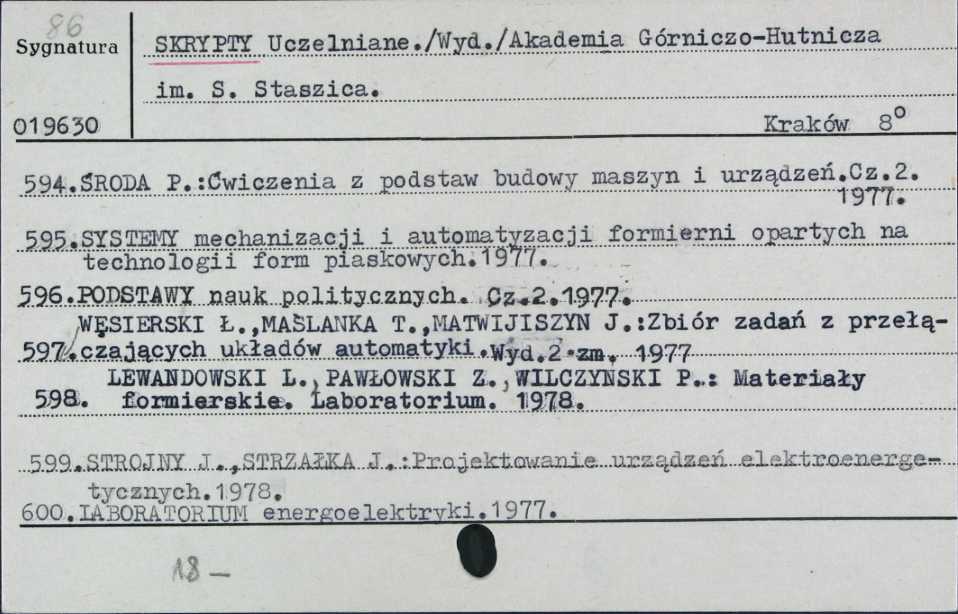 86
Sygnatura
SKRYPTY Uczelniane./Wyd./Akademia Górniczo-Hutnicza
im. S. Staszica.
019630
Kraków 8°
594.ŚRODA P.:Ćwiczenia z podstaw budowy maszyn i urządzeń.Cz.2.
1977.
595.SYSTEMY mechanizacji i automatyzacji formierni opartych na
technologii form piaskowych.1977.
596.PODSTAWY nauk politycznych. Cz.2.1977.
WĘSIERSKI Ł.,MAŚLANKA T.,MATWIJISZYN J.:Zbiór zadań z przełą-
597.czających układów automatyki.Wyd.2 zm. 1977
LEWANDOWSKI L.,PAWŁOWSKI Z.,WILCZYŃSKI P.: Materiały
598. formierskie. Laboratorium. 1978.
599.STROJNY J.,STRZAŁKA J.:Projektowanie urządzeń elektroenerge-
tycznych.1978.
600.LABORATORIUM energoelektryki.1977.
18 —